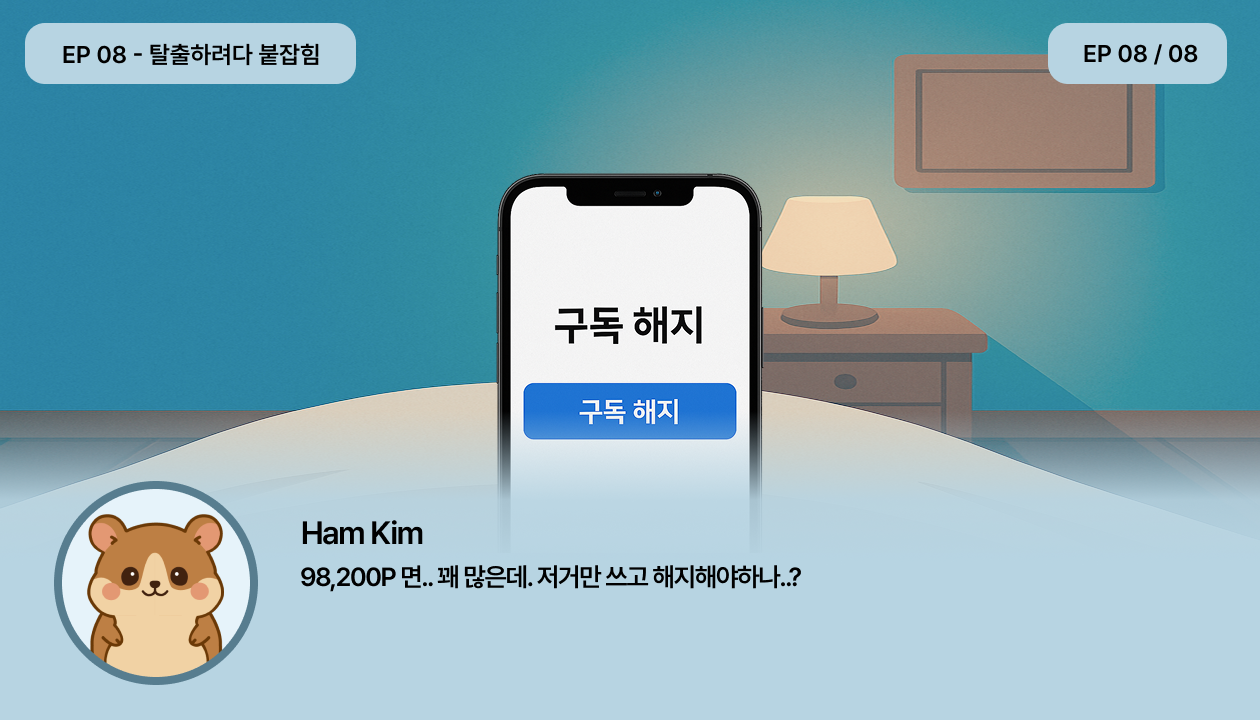 EP 08 - 탈출하려다 붙잡힘
EP 08 / 08
구독 해지
구독 해지
Ham Kim
98,200P 면.. 꽤 많은데. 저거만 쓰고 해지해야하나..?